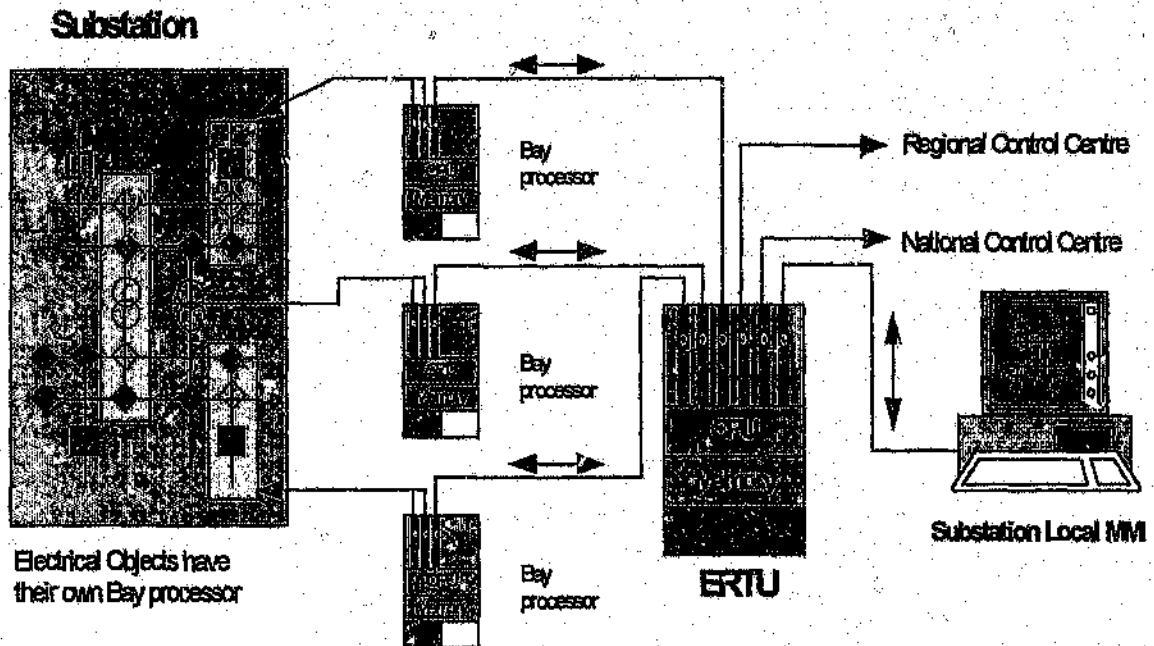 Substation
Bay
processor
Regional Control Centre
National Control Centre
Bay
processor
CPU
Substation Local MMI
Electrical Objects have
their own Bay processor
Bay
processor
ERTU